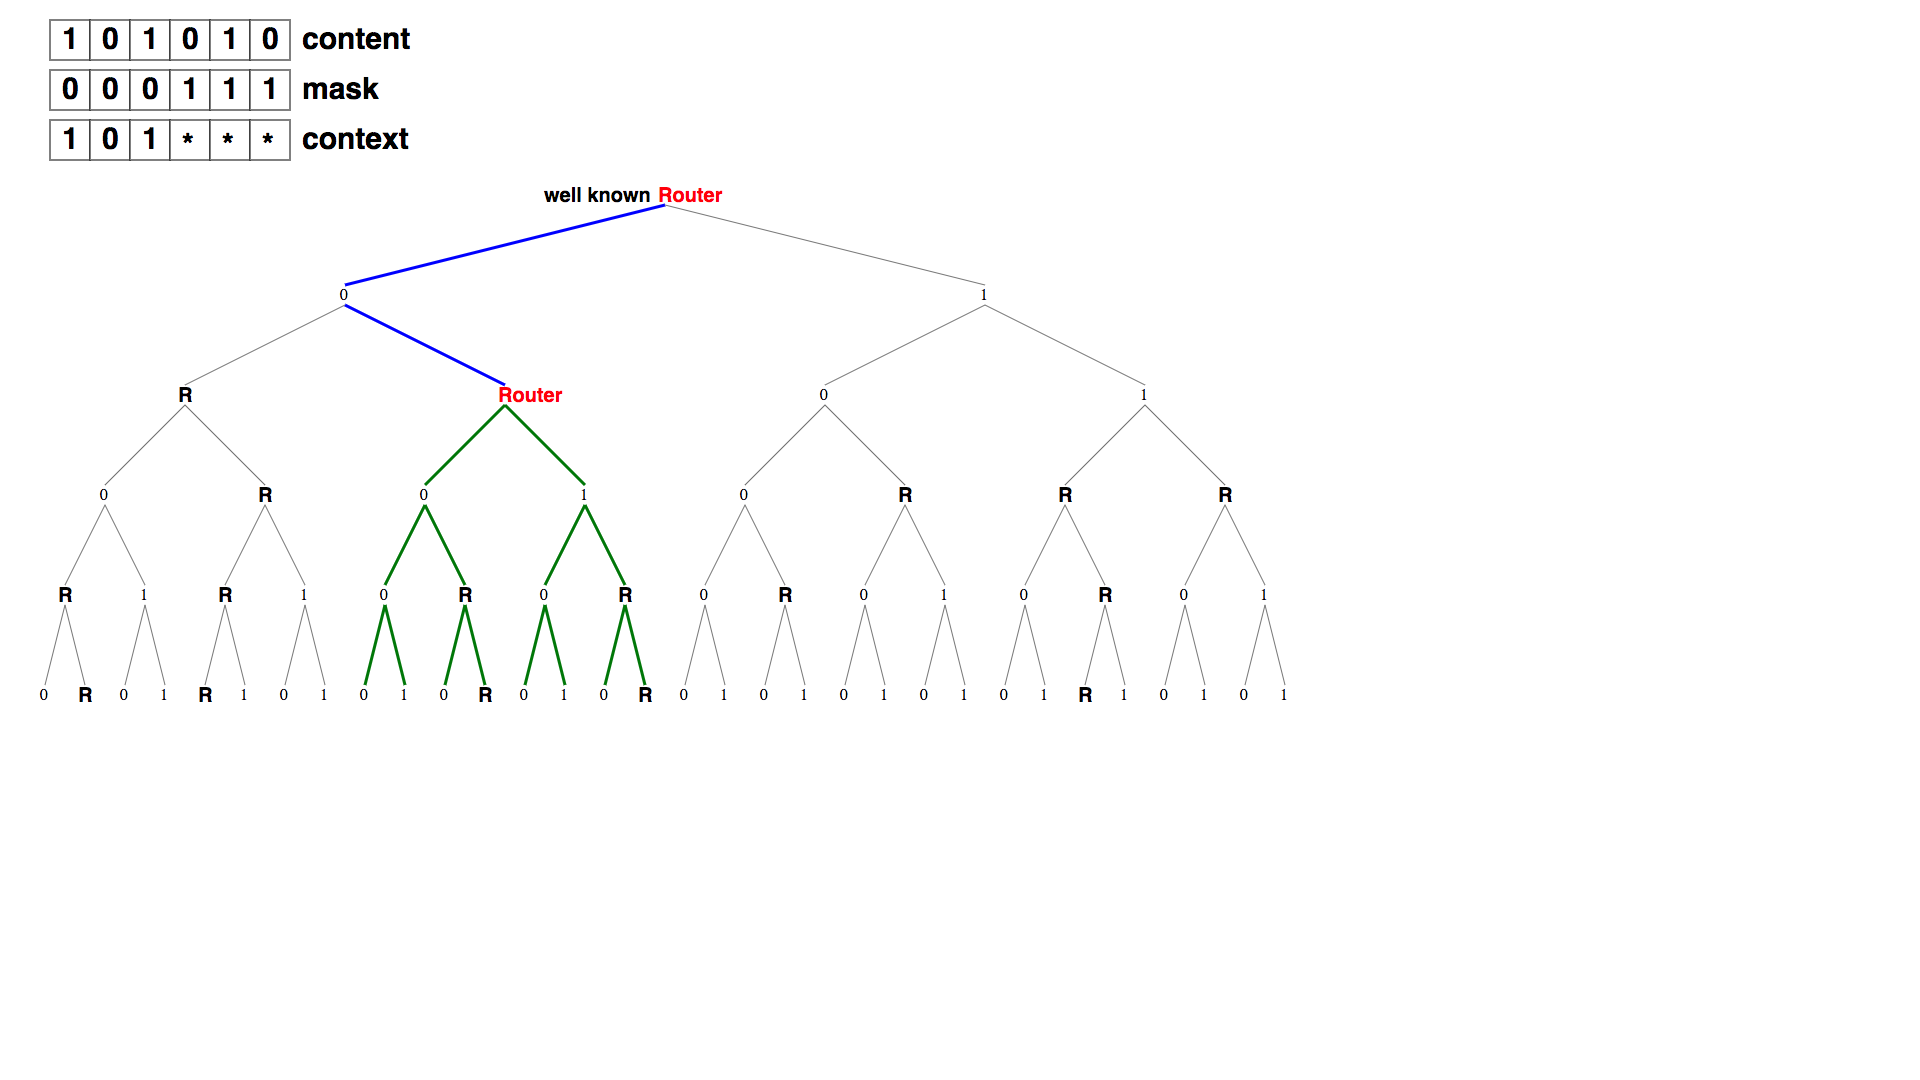 1 0 1 0 1 0 content
0 0 0 1 1 1 mask
1 0 1 * * * context
well known Router
0 1
R Router 0 1
0 R 0 1 0 R R R
R 1 R 1 0 R 0 R 0 R 0 1 0 R 0 1
0 R 0 1 R 1 0 1 0 1 0 R 0 1 0 R 0 1 0 1 0 1 0 1 0 1 R 1 0 1 0 1